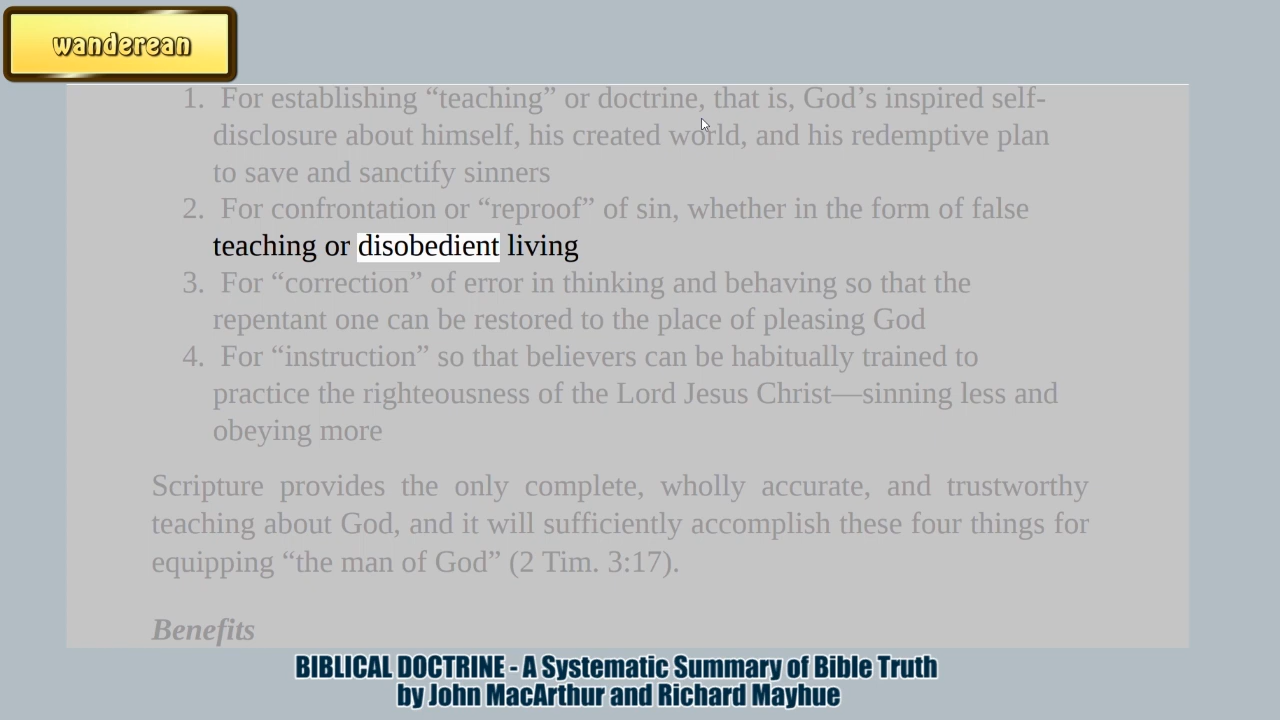 wanderean
1. For establishing “teaching” or doctrine, that is, God’s inspired self-
disclosure about himself, his created world, and his redemptive plan
to save and sanctify sinners
2. For confrontation or “reproof” of sin, whether in the form of false
teaching or disobedient living
3. For “correction” of error in thinking and behaving so that the
repentant one can be restored to the place of pleasing God
4. For “instruction” so that believers can be habitually trained to
practice the righteousness of the Lord Jesus Christ—sinning less and
obeying more
Scripture provides the only complete, wholly accurate, and trustworthy
teaching about God, and it will sufficiently accomplish these four things for
equipping “the man of God” (2 Tim. 3:17).
Benefits
BIBLICAL DOCTRINE - A Systematic Summary of Bible Truth
by John MacArthur and Richard Mayhue